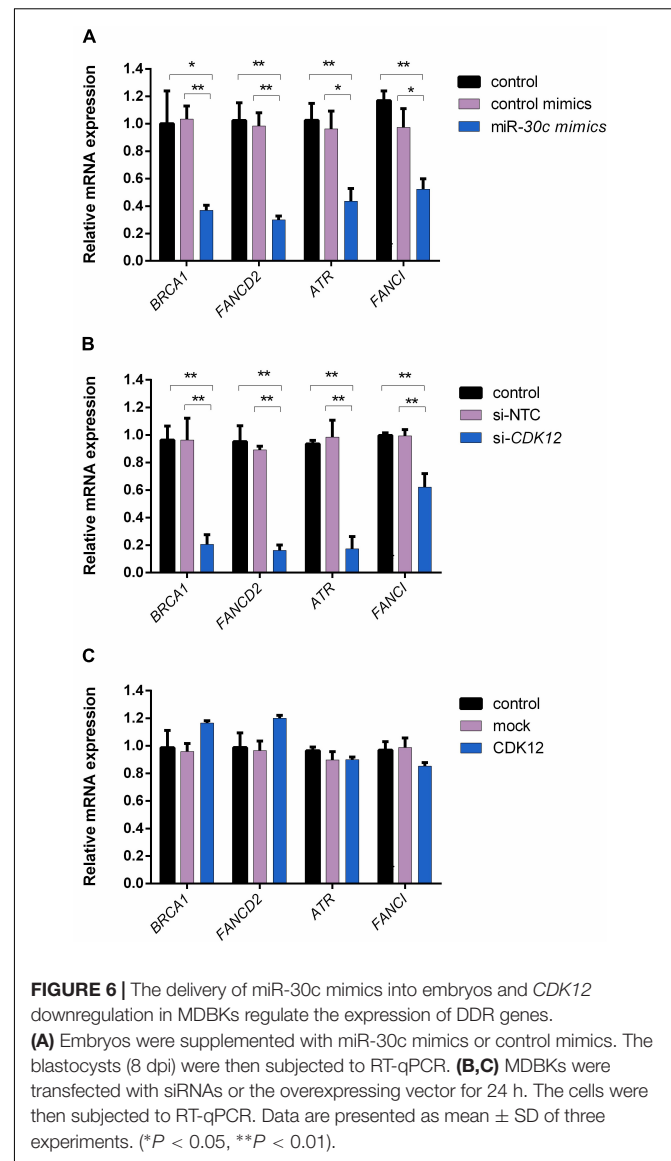 A
Relative mRNA expression
1.4
1.2
1.0
0.8
0.6
0.4
0.2
0.0
* ** ** **
** ** * *
BRCA1 FANCD2 ATR FANCI
control
control mimics
miR-30c mimics
B
Relative mRNA expression
1.4
1.2
1.0
0.8
0.6
0.4
0.2
0.0
** ** ** **
** ** ** **
BRCA1 FANCD2 ATR FANCI
control
si-NTC
si-CDK12
C
Relative mRNA expression
1.4
1.2
1.0
0.8
0.6
0.4
0.2
0.0
BRCA1 FANCD2 ATR FANCI
control
mock
CDK12
FIGURE 6 | The delivery of miR-30c mimics into embryos and CDK12
downregulation in MDBKs regulate the expression of DDR genes.
(A) Embryos were supplemented with miR-30c mimics or control mimics. The
blastocysts (8 dpi) were then subjected to RT-qPCR. (B,C) MDBKs were
transfected with siRNAs or the overexpressing vector for 24 h. The cells were
then subjected to RT-qPCR. Data are presented as mean ± SD of three
experiments. (*P < 0.05, **P < 0.01).